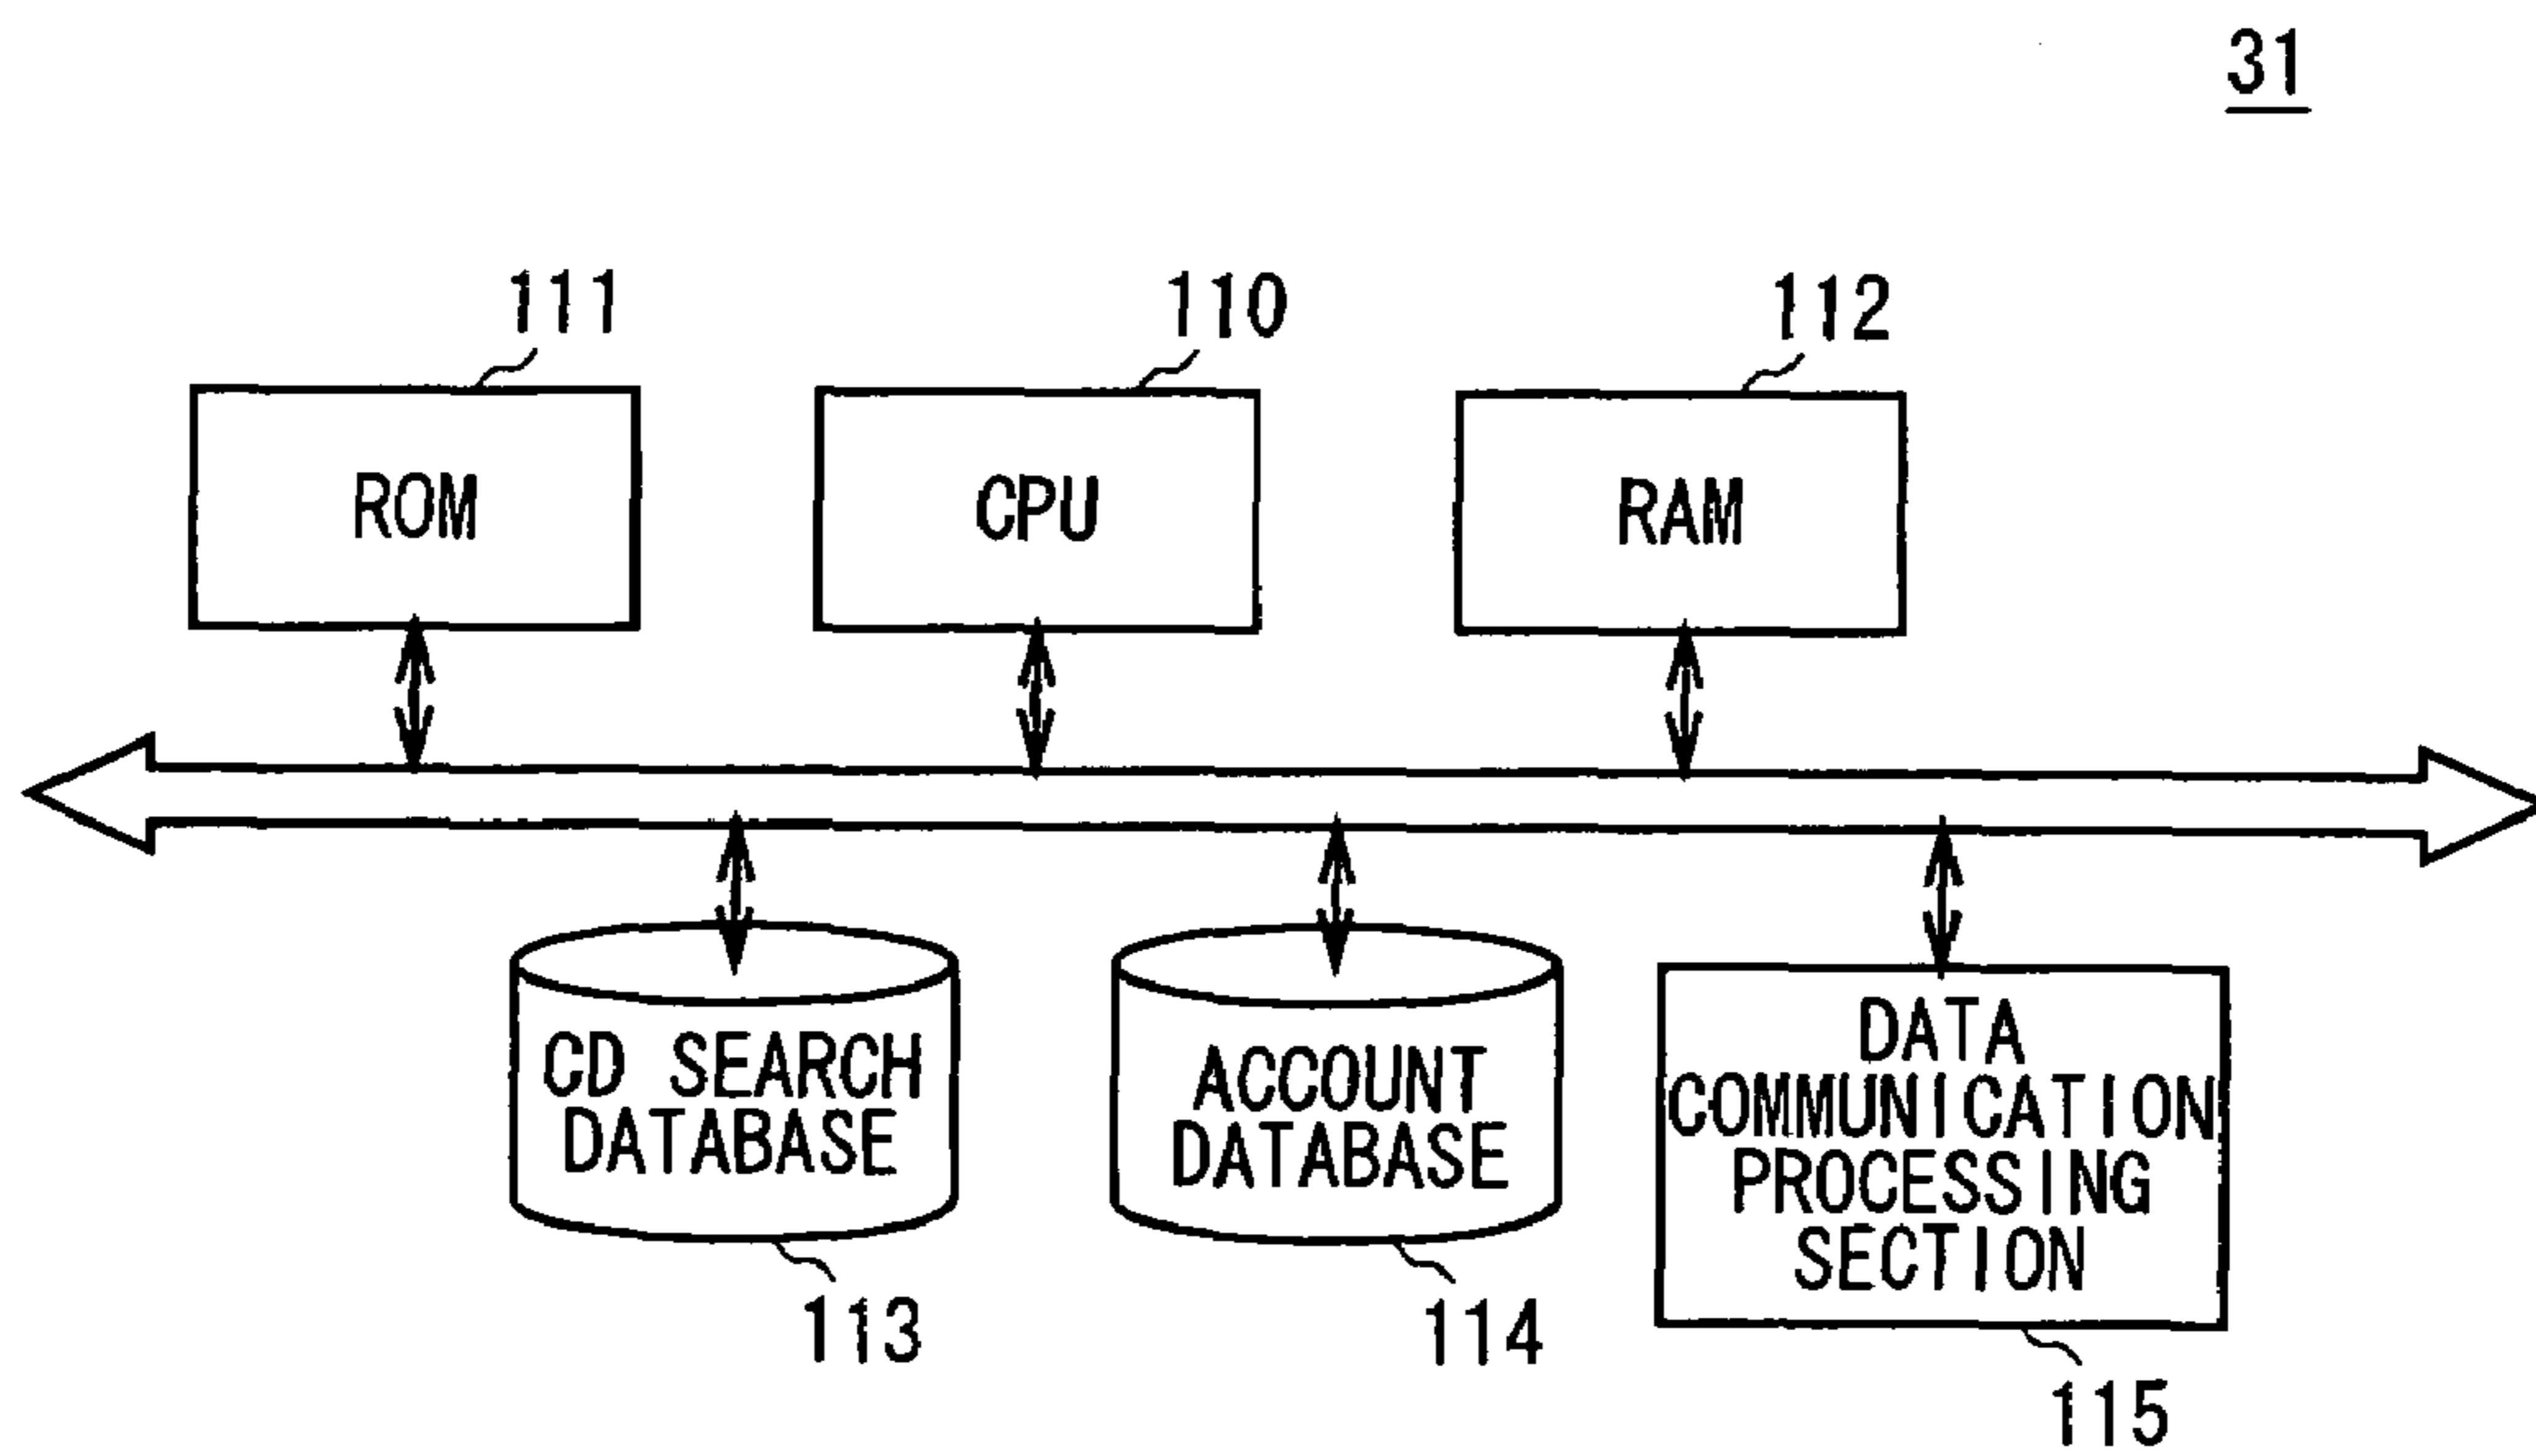 31
111
110
112
ROM
CPU
RAM
CD SEARCH
DATABASE
ACCOUNT
DATABASE
DATA
COMMUNICATION
PROCESSING
SECTION
113
114
115